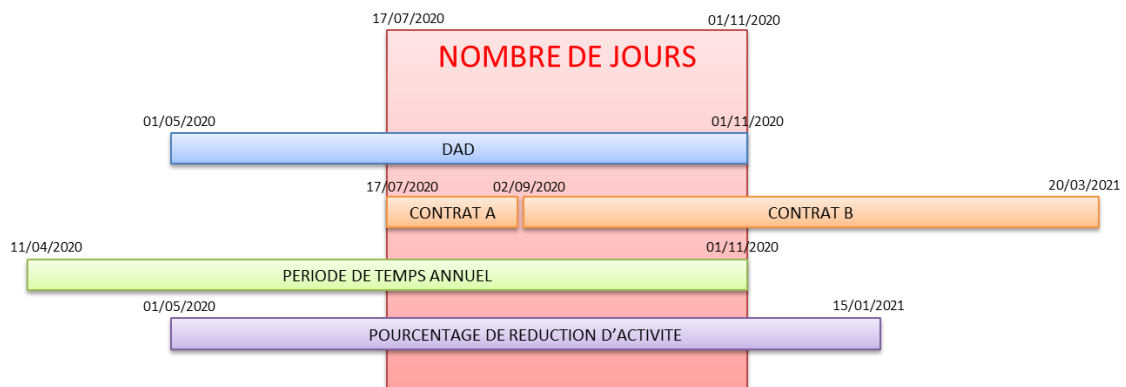 17/07/2020 01/11/2020
NOMBRE DE JOURS
01/05/2020 01/11/2020
DAD
17/07/2020 02/09/2020 20/03/2021
CONTRAT A CONTRAT B
11/04/2020 01/11/2020
PERIODE DE TEMPS ANNUEL
01/05/2020 15/01/2021
POURCENTAGE DE REDUCTION D'ACTIVITE